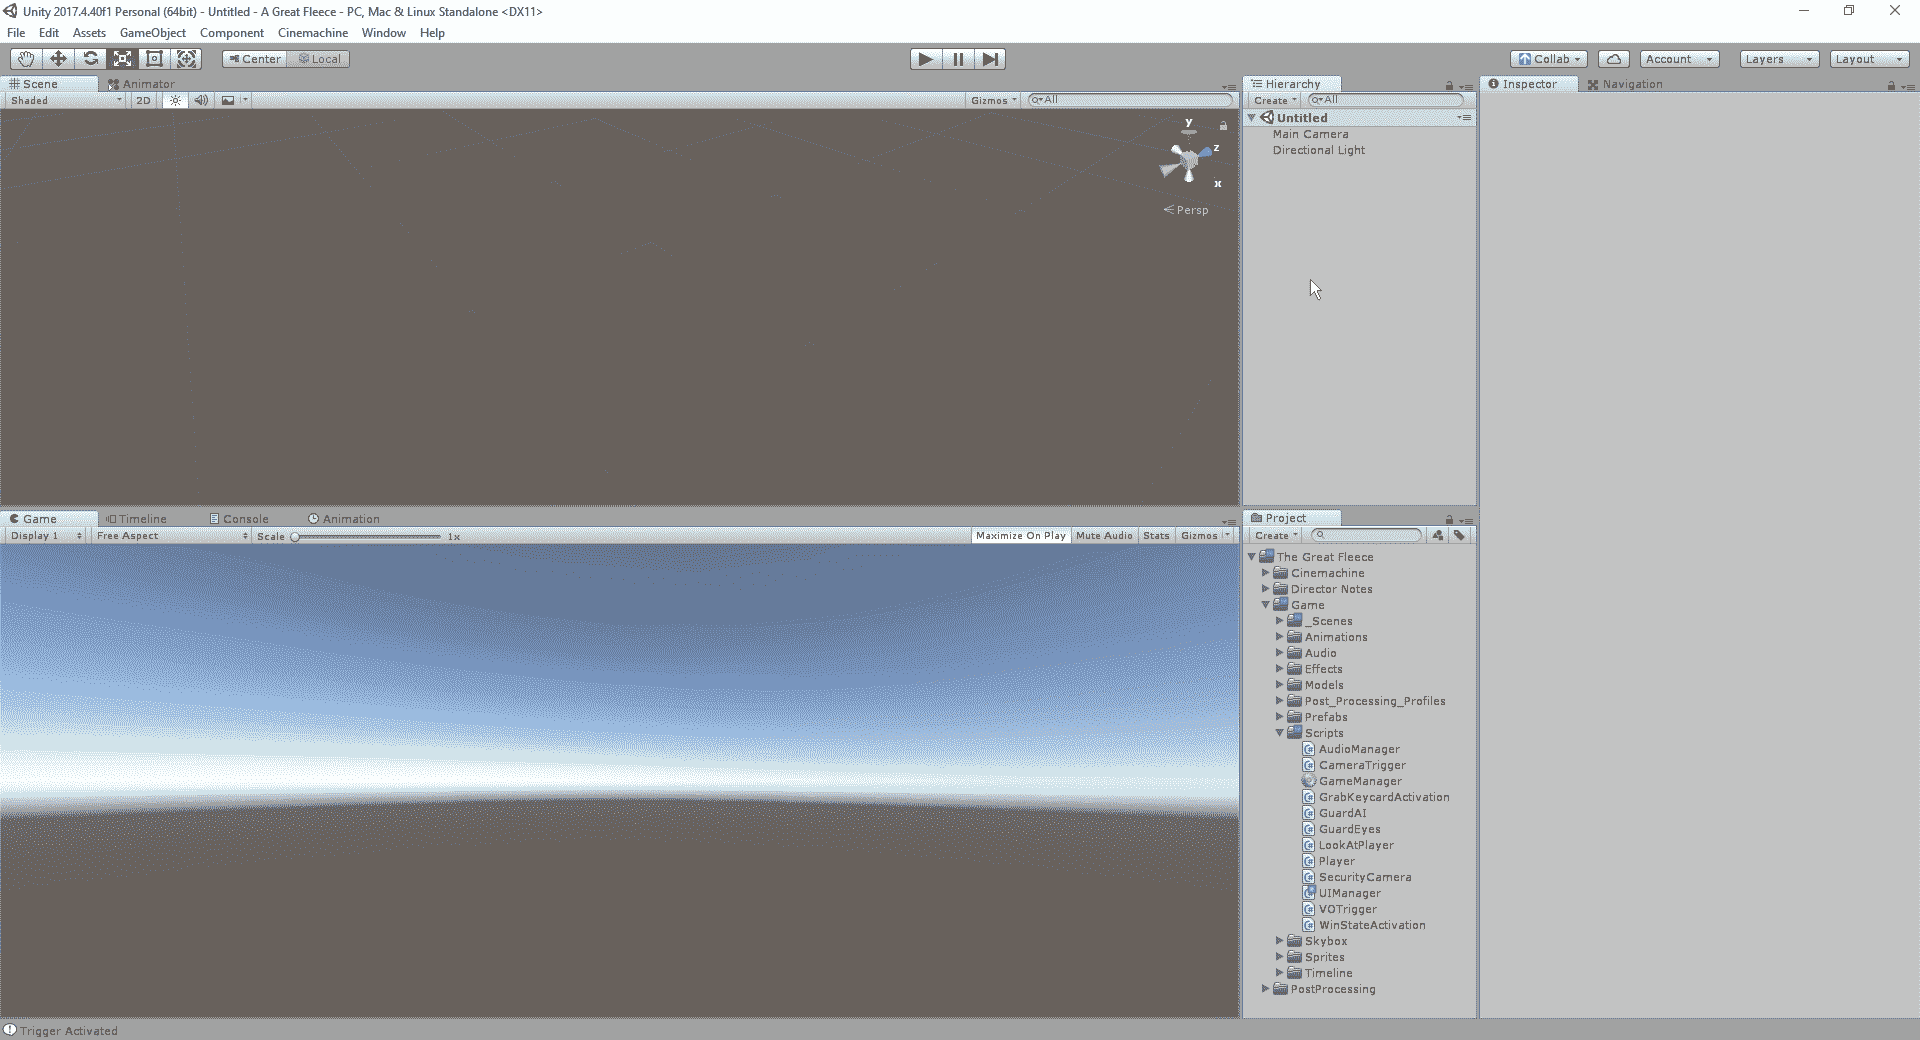 Unity 2017.4.40f1 Personal (64bit) - Untitled - A Great Fleece - PC, Mac & Linux Standalone <DX11>
File Edit Assets GameObject Component Cinemachine Window Help
Center Local Collab Account Layers Layout
Scene Animator
Shaded 2D Gizmos All
y
z
x
Persp
Hierarchy
Create All
Untitled
Main Camera
Directional Light
Inspector Navigation
Game Timeline Console Animation
Display 1 Free Aspect Scale 1x Maximize On Play Mute Audio Stats Gizmos
Project
Create
The Great Fleece
Cinemachine
Director Notes
Game
_Scenes
Animations
Audio
Effects
Models
Post_Processing_Profiles
Prefabs
Scripts
AudioManager
CameraTrigger
GameManager
GrabKeycardActivation
GuardAI
GuardEyes
LookAtPlayer
Player
SecurityCamera
UIManager
VOTrigger
WinStateActivation
Skybox
Sprites
Timeline
PostProcessing
Trigger Activated